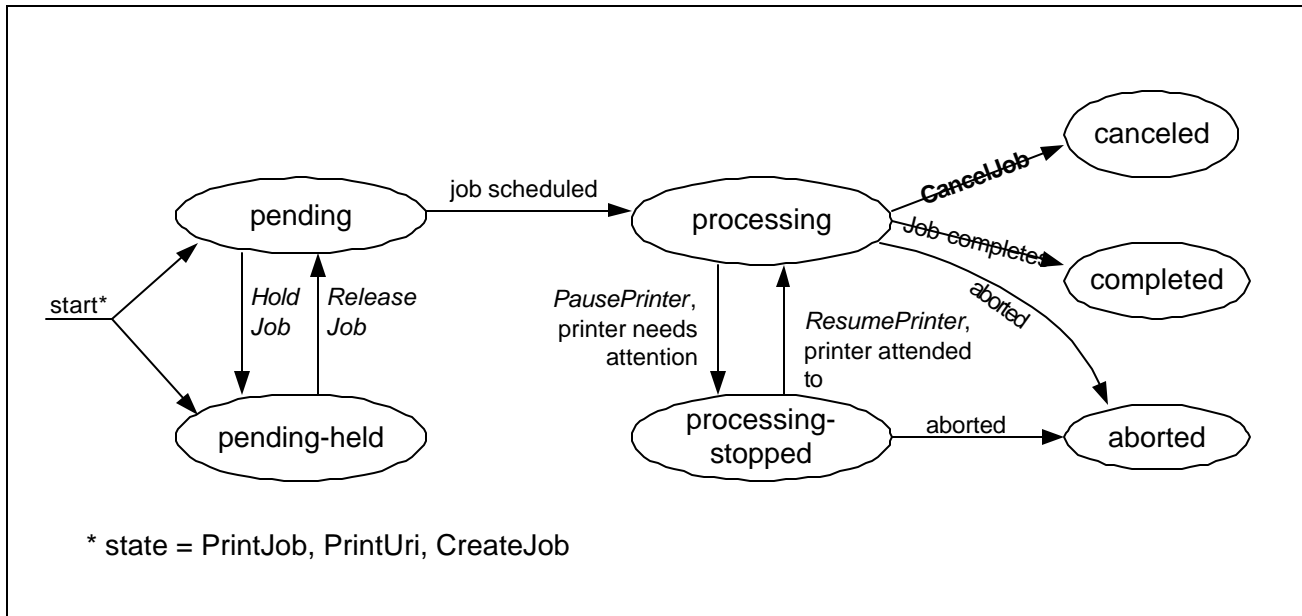 canceled
CancelJob
pending
job scheduled
processing
Job completes
completed
start*
Hold
Job
Release
Job
PausePrinter,
printer needs
attention
ResumePrinter,
printer attended
to
aborted
pending-held
processing-
stopped
aborted
aborted
* state = PrintJob, PrintUri, CreateJob